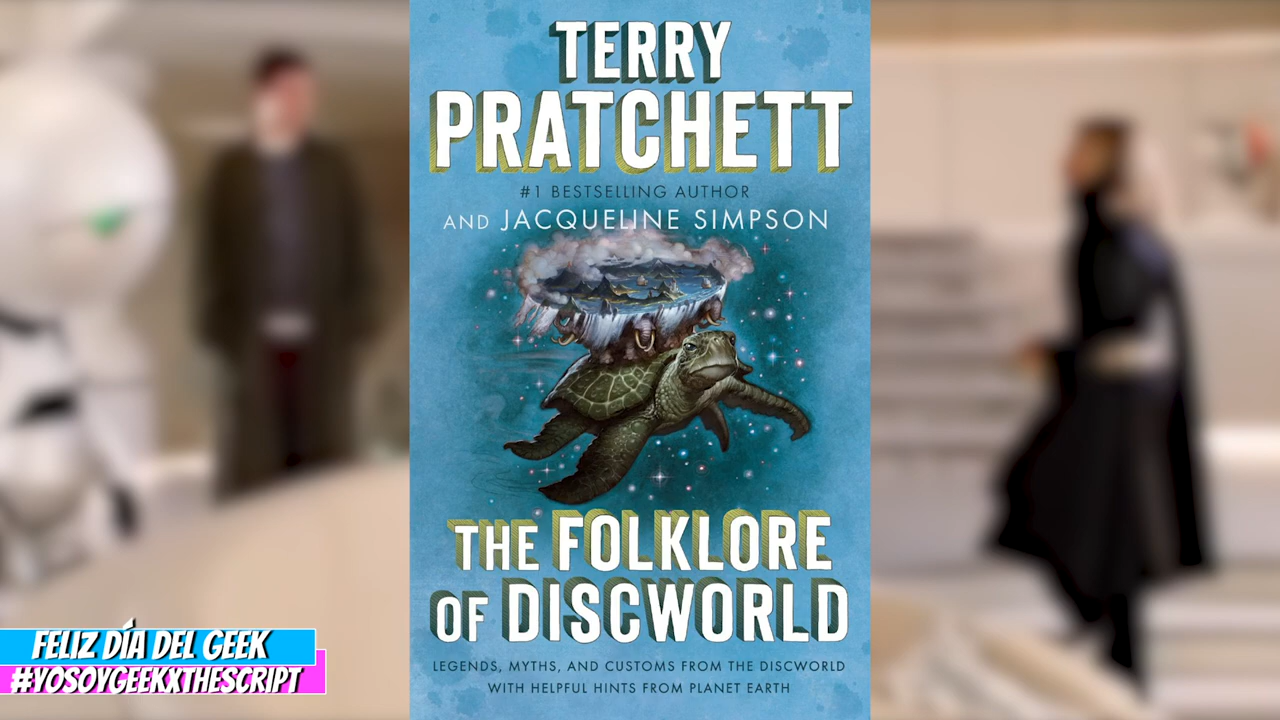 TERRY
PRATCHETT
#1 BESTSELLING AUTHOR
AND JACQUELINE SIMPSON
THE FOLKLORE
OF DISCWORLD
LEGENDS, MYTHS, AND CUSTOMS FROM THE DISCWORLD
WITH HELPFUL HINTS FROM PLANET EARTH
FELIZ DÍA DEL GEEK
#YOSOYGEEKXTHESCRIPT